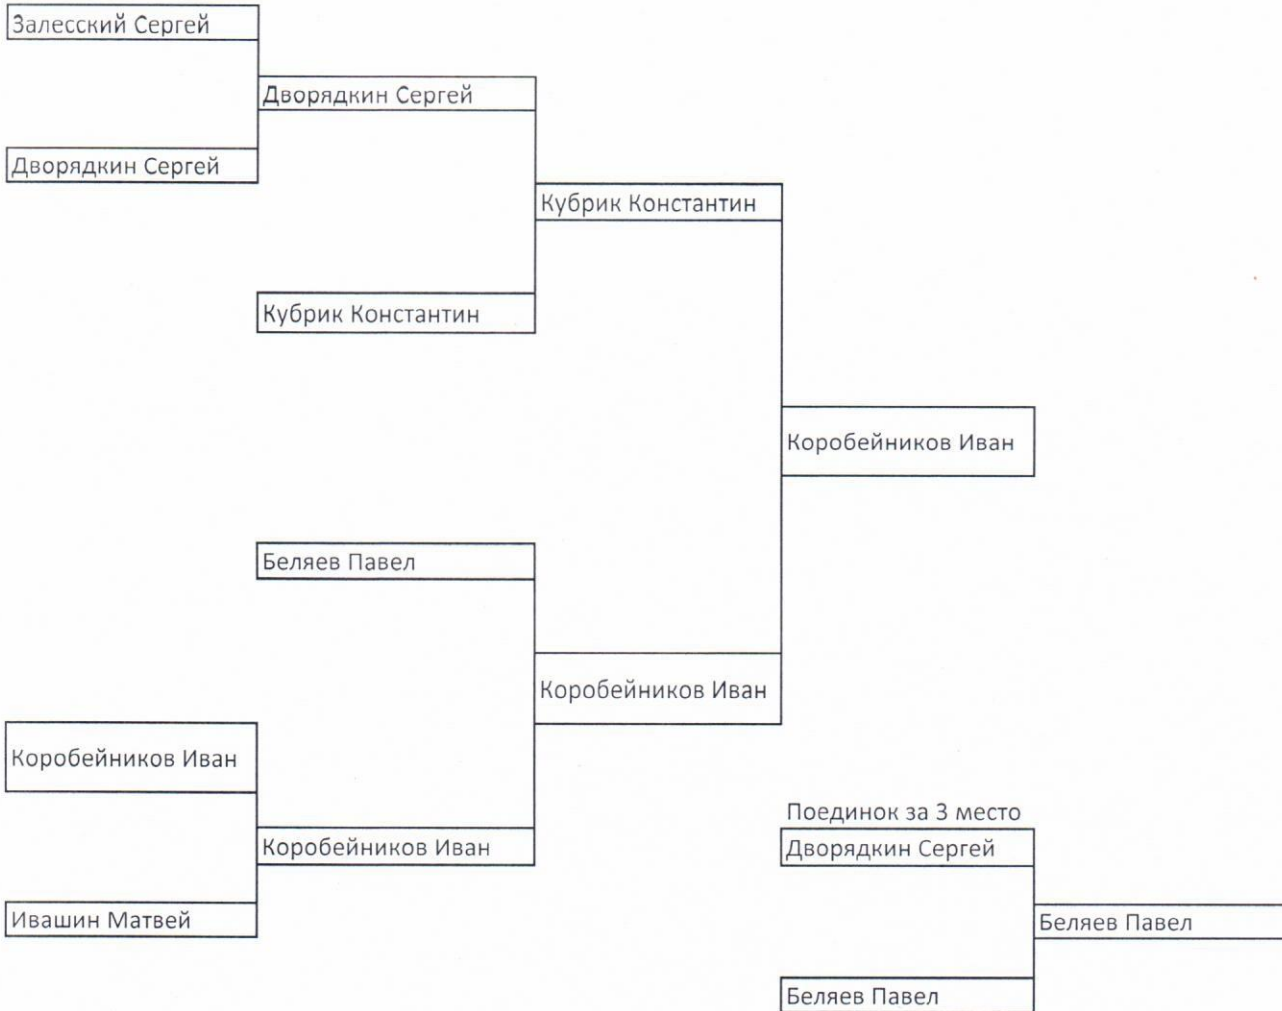 Залесский Сергей
Дворядкин Сергей
Дворядкин Сергей
Кубрик Константин
Кубрик Константин
Коробейников Иван
Беляев Павел
Коробейников Иван
Коробейников Иван
Поединок за 3 место
Коробейников Иван
Дворядкин Сергей
Ивашин Матвей
Беляев Павел
Беляев Павел